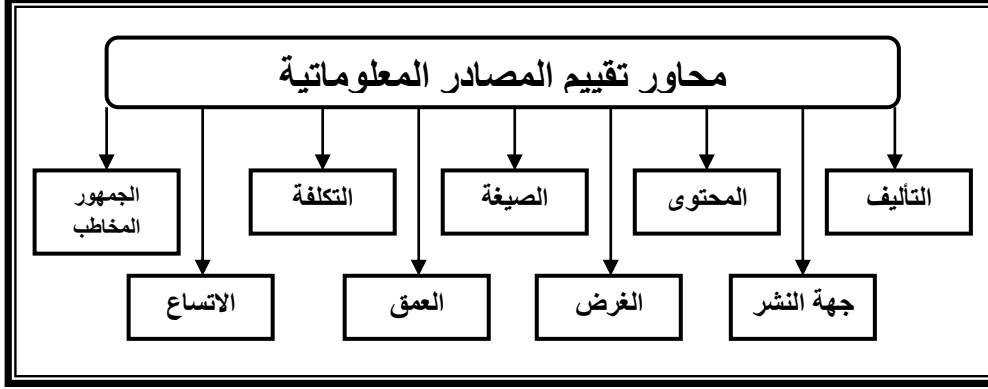 محاور تقييم المصادر المعلوماتية
التأليف
المحتوى
الصيغة
التكلفة
الجمهور
المخاطب
جهة النشر
الغرض
العمق
الاتساع